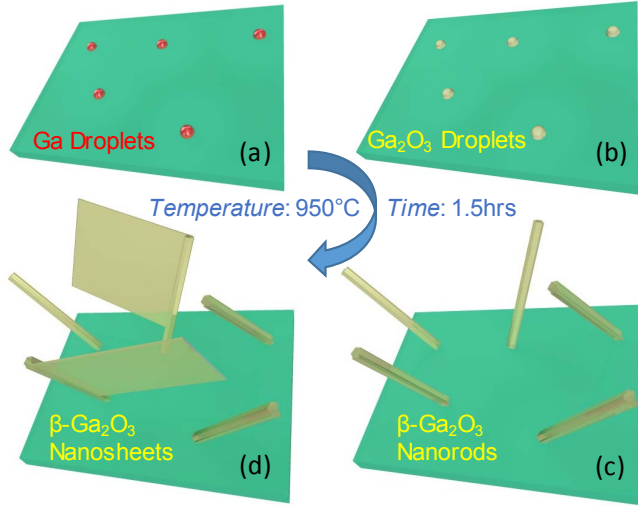 Ga Droplets
(a)
Ga₂O₃ Droplets
(b)
Temperature: 950°C
Time: 1.5hrs
β-Ga₂O₃
Nanosheets
(d)
β-Ga₂O₃
Nanorods
(c)